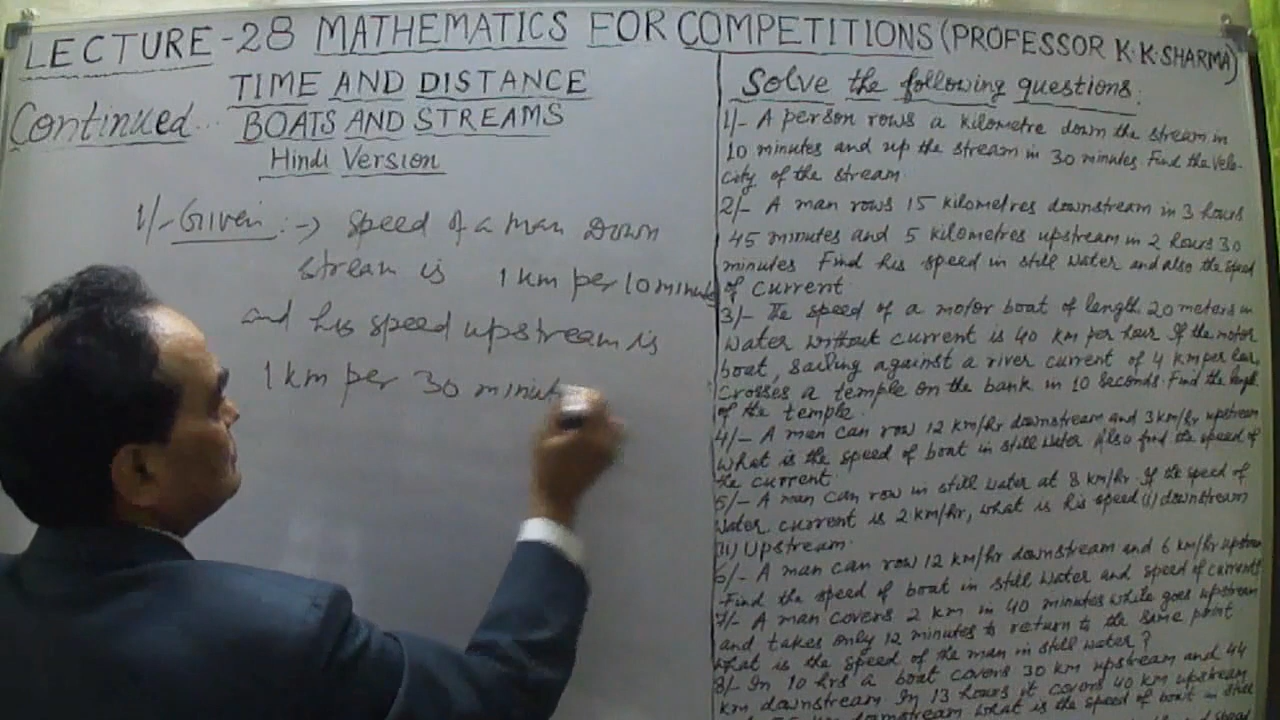 LECTURE-28 MATHEMATICS FOR COMPETITIONS (PROFESSOR K.K.SHARMA)
TIME AND DISTANCE
Continued... BOATS AND STREAMS
Hindi Version
1/- Given :-> Speed of a man Down
stream is 1 km per 10 minutes
and his speed upstream is
1 km per 30 minut
Solve the following questions:
1/- A person rows a kilometre down the stream in
10 minutes and up the stream in 30 minutes. Find the velo-
city of the stream.
2/- A man rows 15 kilometres downstream in 3 hours
45 minutes and 5 kilometres upstream in 2 hours 30
minutes. Find his speed in still water and also the speed
of current.
3/- The speed of a motor boat of length 20 meters in
water without current is 40 km per hour. If the motor
boat, sailing against a river current of 4 km per hour,
crosses a temple on the bank in 10 seconds. Find the length
of the temple.
4/- A man can row 12 km/hr downstream and 3 km/hr upstream
What is the speed of boat in still water. Also find the speed of
the current.
5/- A man can row in still water at 8 km/hr. If the speed of
water current is 2 km/hr, what is his speed (i) downstream
(ii) Upstream.
6/- A man can row 12 km/hr downstream and 6 km/hr upstream
Find the speed of boat in still water and speed of current
7/- A man covers 2 km in 40 minutes while goes upstream
and takes only 12 minutes to return to the same point
What is the speed of the man in still water?
8/- In 10 hrs a boat covers 30 km upstream and 44
km downstream. In 13 hours it covers 40 km upstream
downstream what is the speed of boat in still